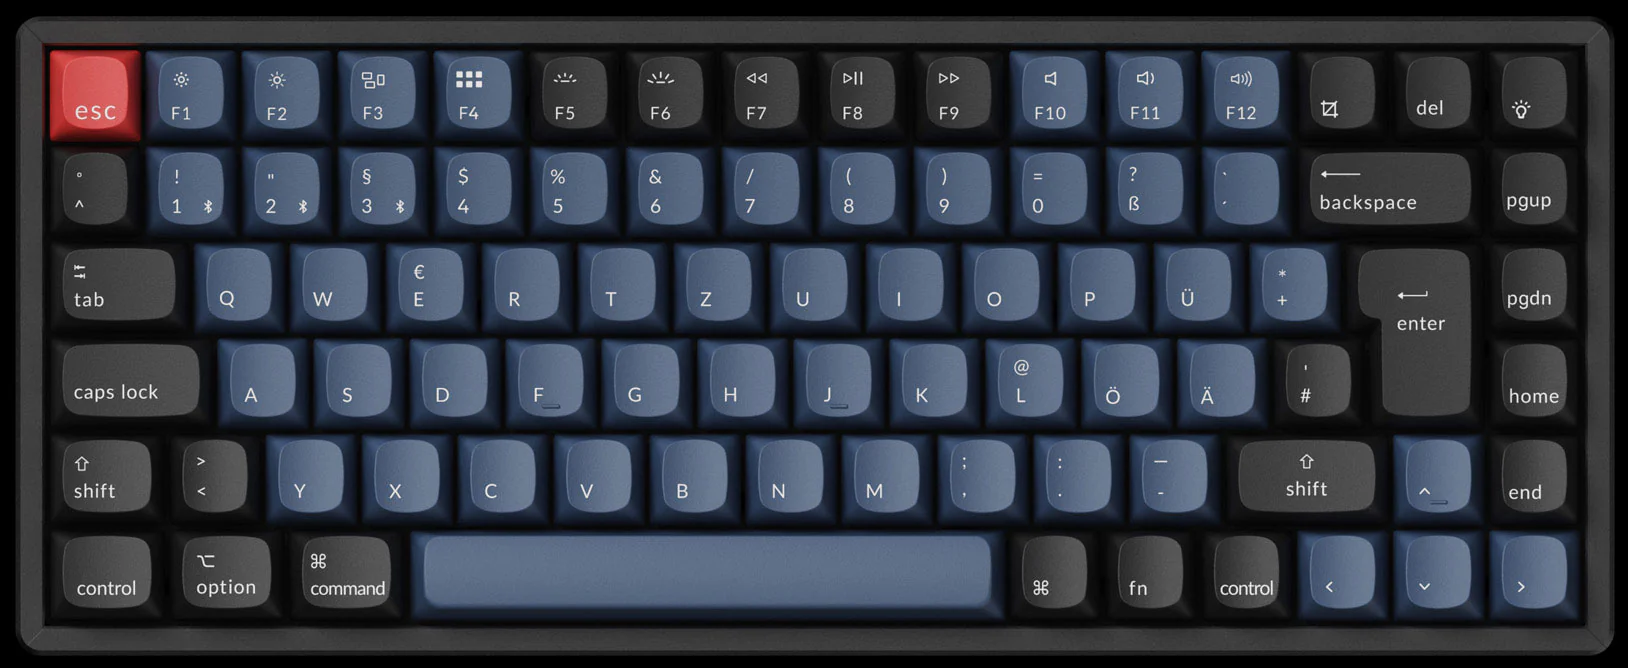 esc F1 F2 F3 F4 F5 F6 F7 F8 F9 F10 F11 F12 del
° ! " § $ % & / ( ) = ? `
^ 1 2 3 4 5 6 7 8 9 0 ß ´ backspace pgup
€ *
tab Q W E R T Z U I O P Ü + enter pgdn
@ '
caps lock A S D F J G H J K L Ö Ä # home
> ; : _
shift < Y X C V B N M , . - shift ^ end
⌥ ⌘
control option command ⌘ fn control < ⌄ >